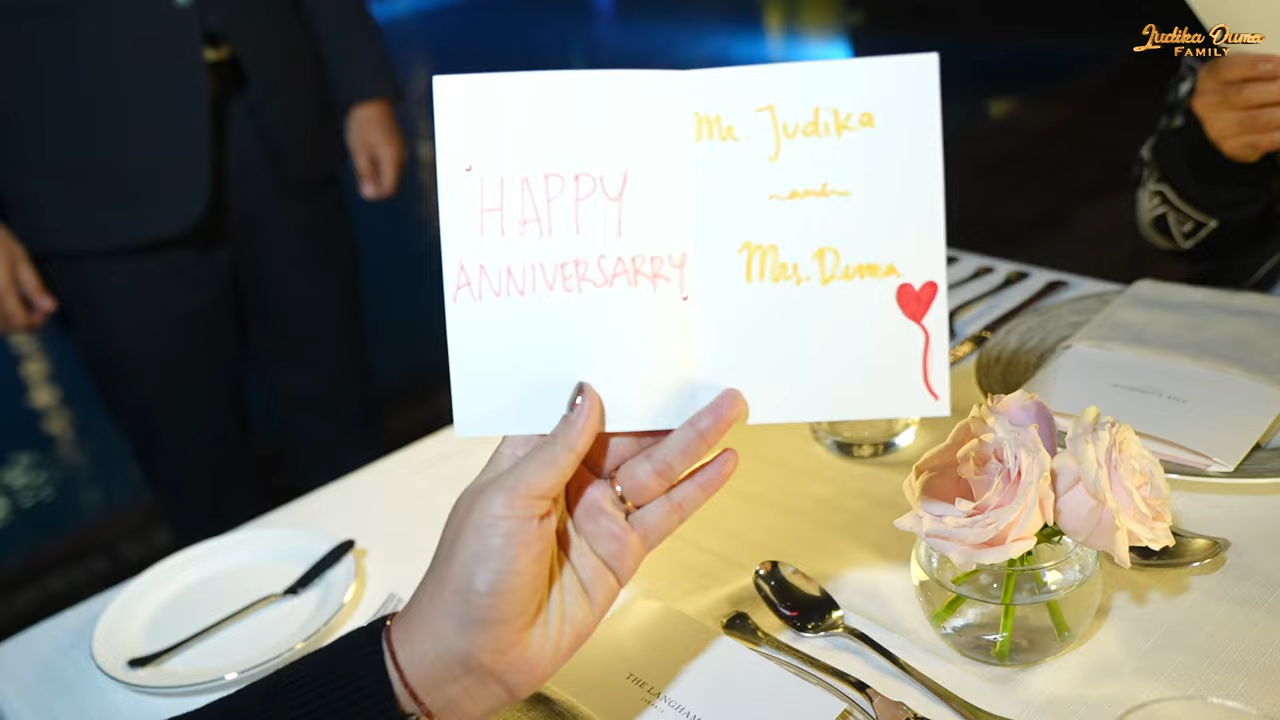 Judika Duma
FAMILY
HAPPY
ANNIVERSARRY
Mr. Judika
and
Mrs. Duma
THE LANGHAM